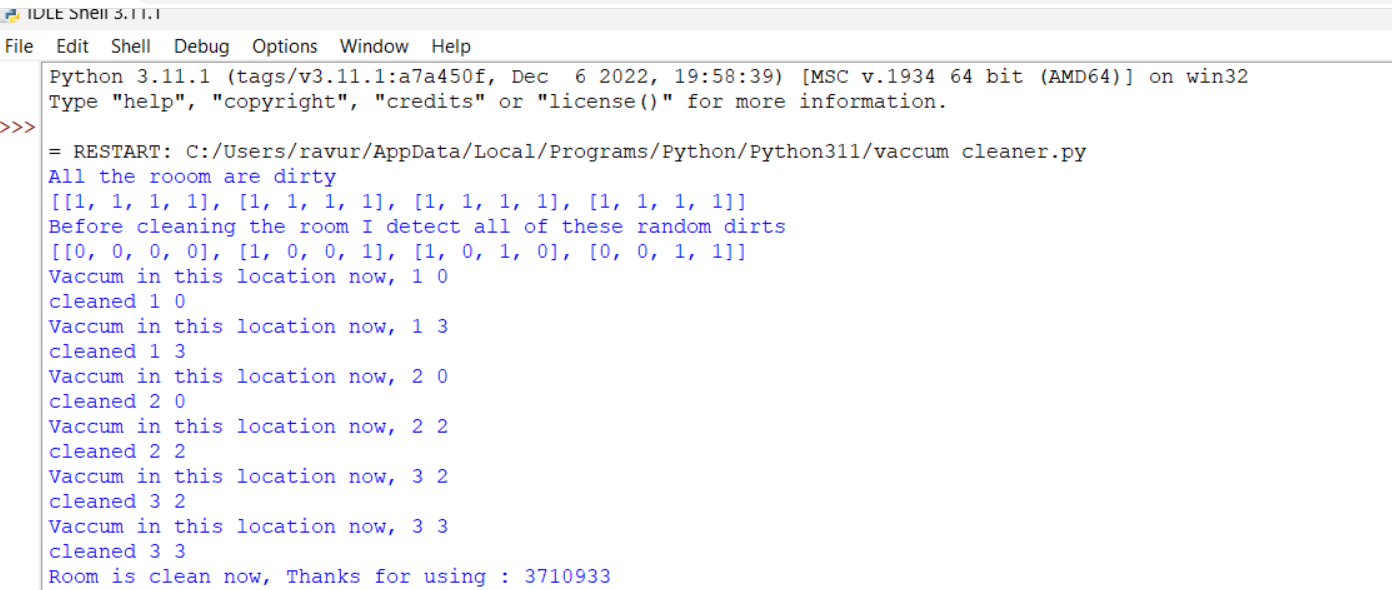 IDLE Shell 3.11.1
File Edit Shell Debug Options Window Help
Python 3.11.1 (tags/v3.11.1:a7a450f, Dec  6 2022, 19:58:39) [MSC v.1934 64 bit (AMD64)] on win32
Type "help", "copyright", "credits" or "license()" for more information.
>>>
= RESTART: C:/Users/ravur/AppData/Local/Programs/Python/Python311/vaccum cleaner.py
All the rooom are dirty
[[1, 1, 1, 1], [1, 1, 1, 1], [1, 1, 1, 1], [1, 1, 1, 1]]
Before cleaning the room I detect all of these random dirts
[[0, 0, 0, 0], [1, 0, 0, 1], [1, 0, 1, 0], [0, 0, 1, 1]]
Vaccum in this location now, 1 0
cleaned 1 0
Vaccum in this location now, 1 3
cleaned 1 3
Vaccum in this location now, 2 0
cleaned 2 0
Vaccum in this location now, 2 2
cleaned 2 2
Vaccum in this location now, 3 2
cleaned 3 2
Vaccum in this location now, 3 3
cleaned 3 3
Room is clean now, Thanks for using : 3710933